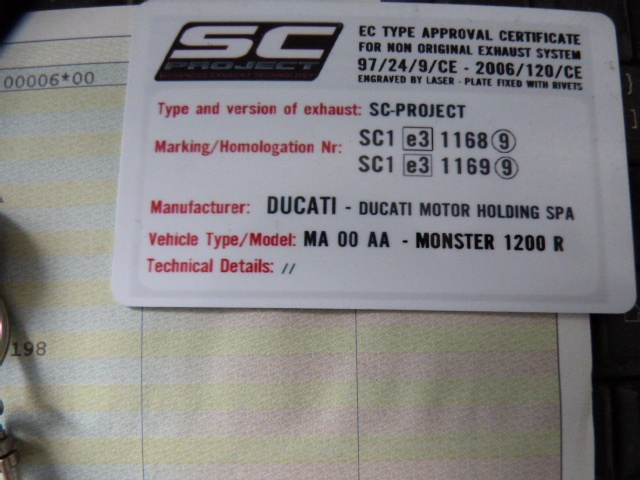 SC
PROJECT
EC TYPE APPROVAL CERTIFICATE
FOR NON ORIGINAL EXHAUST SYSTEM
97/24/9/CE - 2006/120/CE
ENGRAVED BY LASER - PLATE FIXED WITH RIVETS
00006*00
Type and version of exhaust: SC-PROJECT
Marking/Homologation Nr: SC1 e3 1168 9
SC1 e3 1169 9
Manufacturer: DUCATI - DUCATI MOTOR HOLDING SPA
Vehicle Type/Model: MA 00 AA - MONSTER 1200 R
Technical Details: //
198